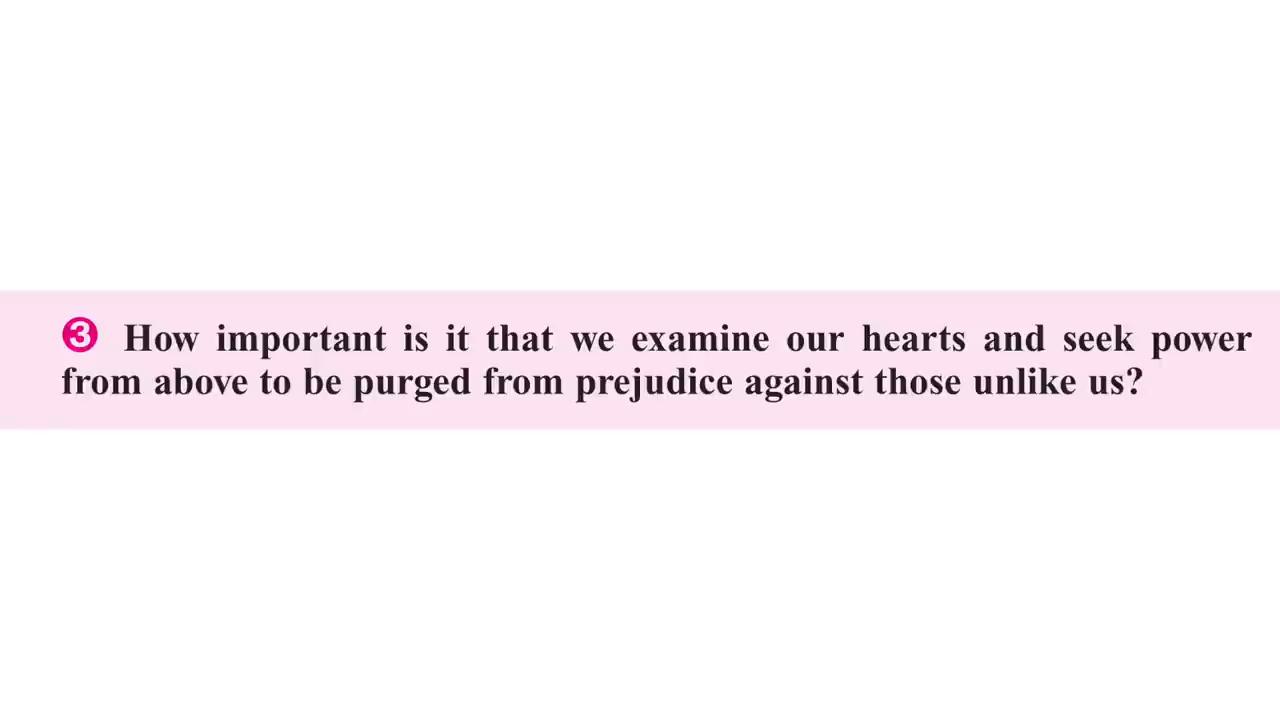 ❸ How important is it that we examine our hearts and seek power
from above to be purged from prejudice against those unlike us?